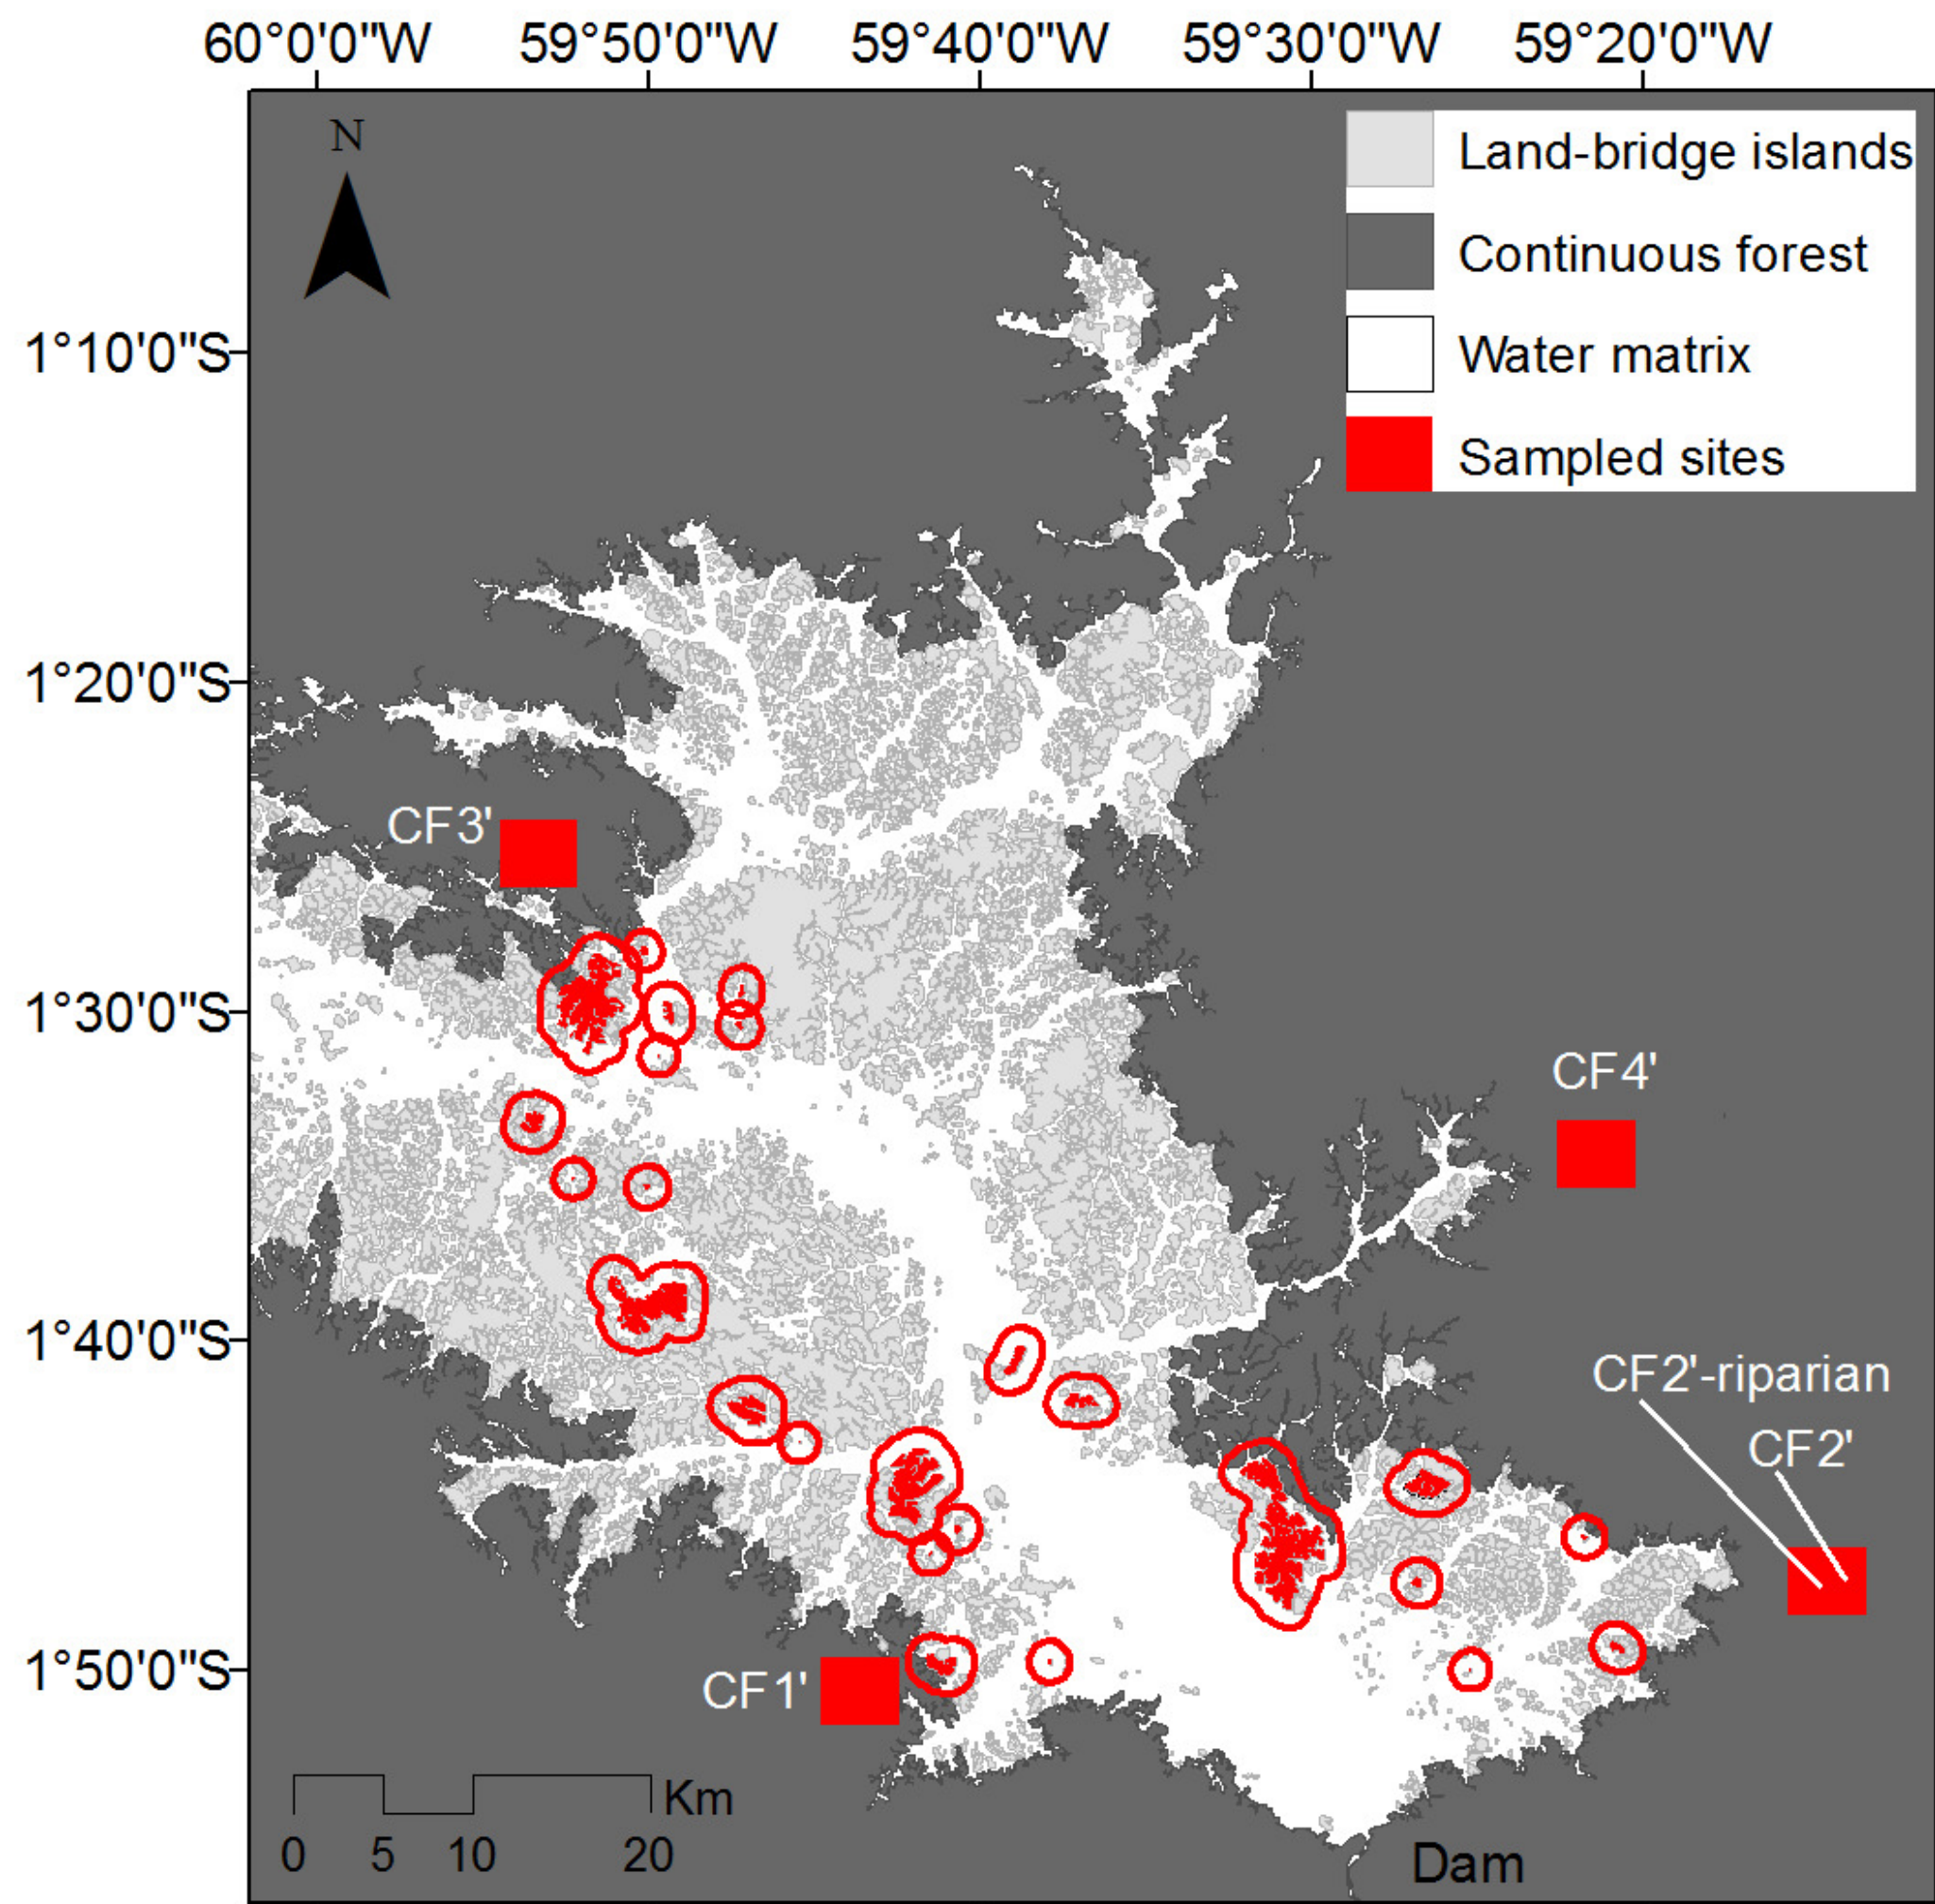 60°0'0"W 59°50'0"W 59°40'0"W 59°30'0"W 59°20'0"W
N
Land-bridge islands
Continuous forest
Water matrix
Sampled sites
1°10'0"S
1°20'0"S
CF3'
1°30'0"S
CF4'
1°40'0"S
CF2'-riparian
CF2'
1°50'0"S
CF1'
Km
0 5 10 20
Dam